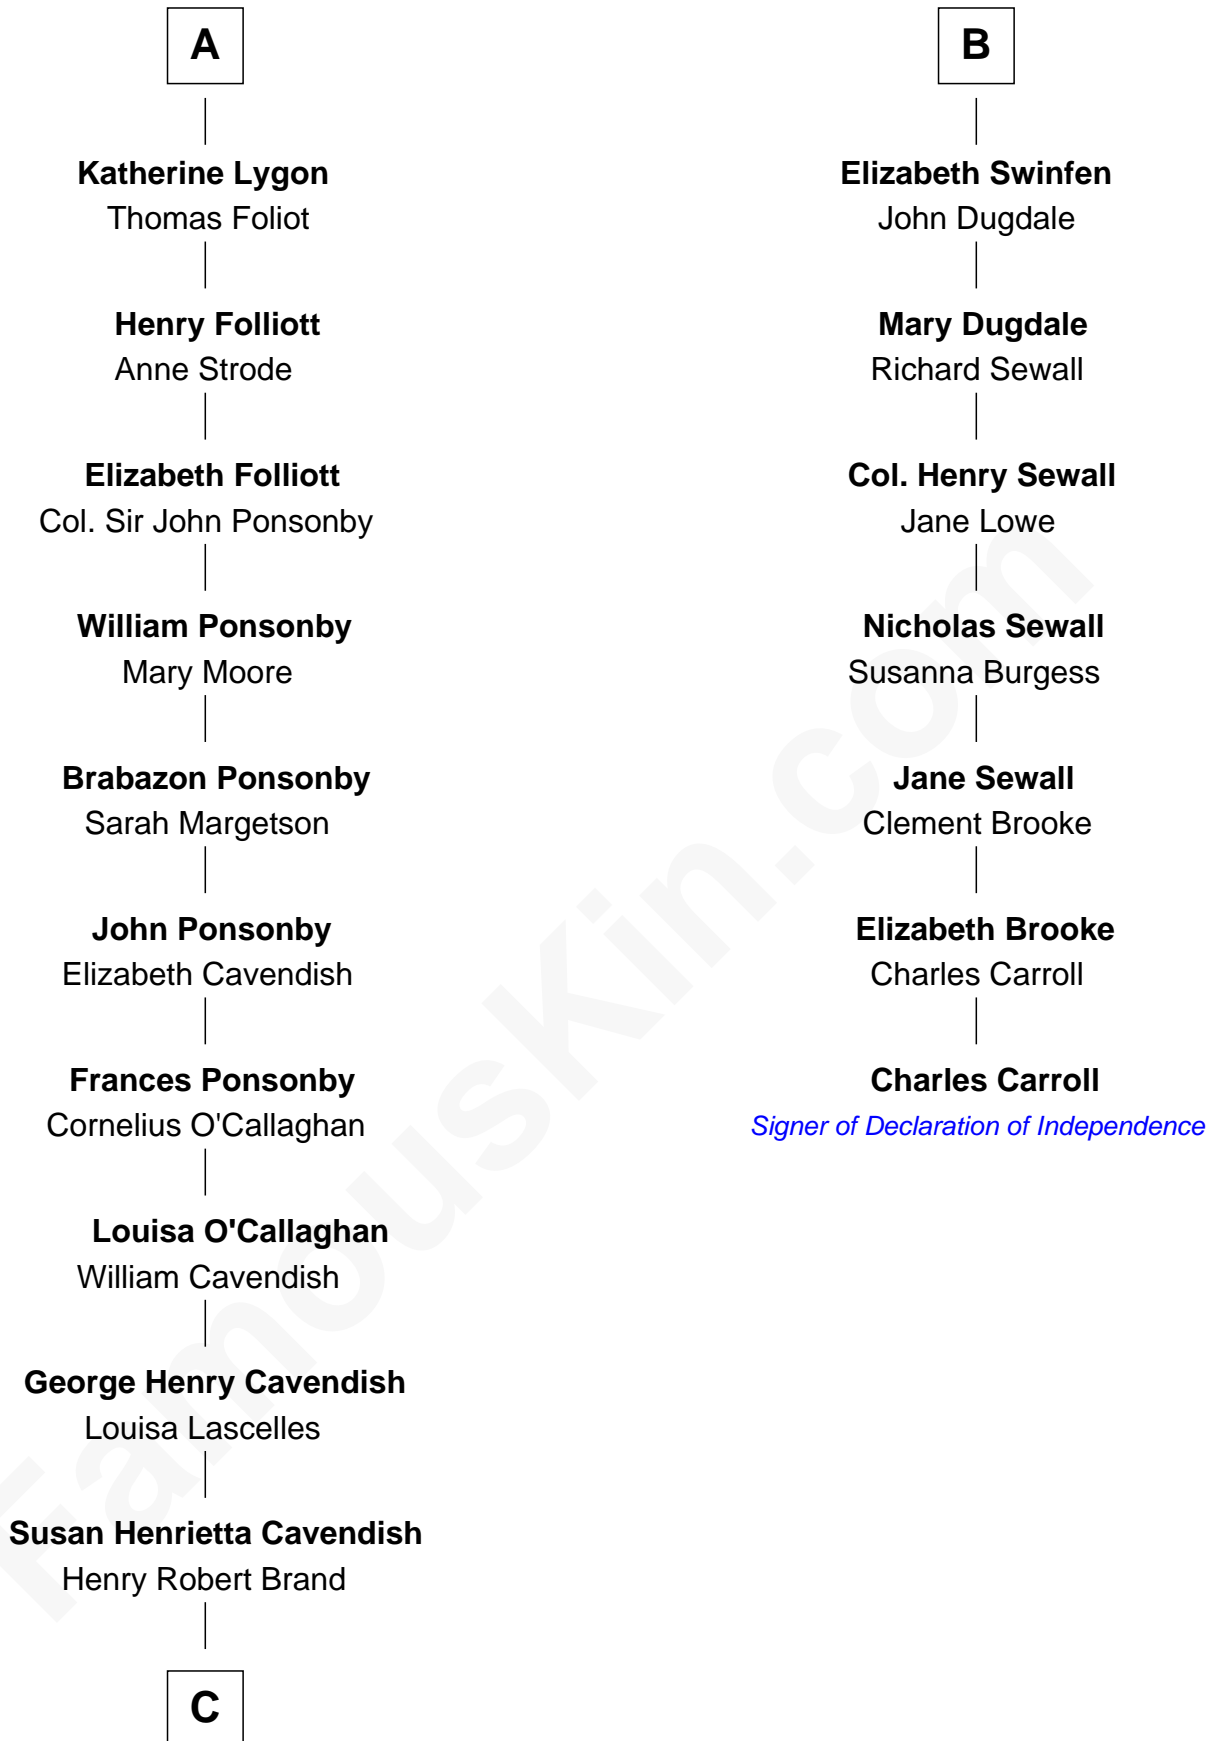 A
Katherine Lygon
Thomas Foliot
Henry Folliott
Anne Strode
Elizabeth Folliott
Col. Sir John Ponsonby
William Ponsonby
Mary Moore
Brabazon Ponsonby
Sarah Margetson
John Ponsonby
Elizabeth Cavendish
Frances Ponsonby
Cornelius O'Callaghan
Louisa O'Callaghan
William Cavendish
George Henry Cavendish
Louisa Lascelles
Susan Henrietta Cavendish
Henry Robert Brand
C
B
Elizabeth Swinfen
John Dugdale
Mary Dugdale
Richard Sewall
Col. Henry Sewall
Jane Lowe
Nicholas Sewall
Susanna Burgess
Jane Sewall
Clement Brooke
Elizabeth Brooke
Charles Carroll
Charles Carroll
Signer of Declaration of Independence
FamousKin.com